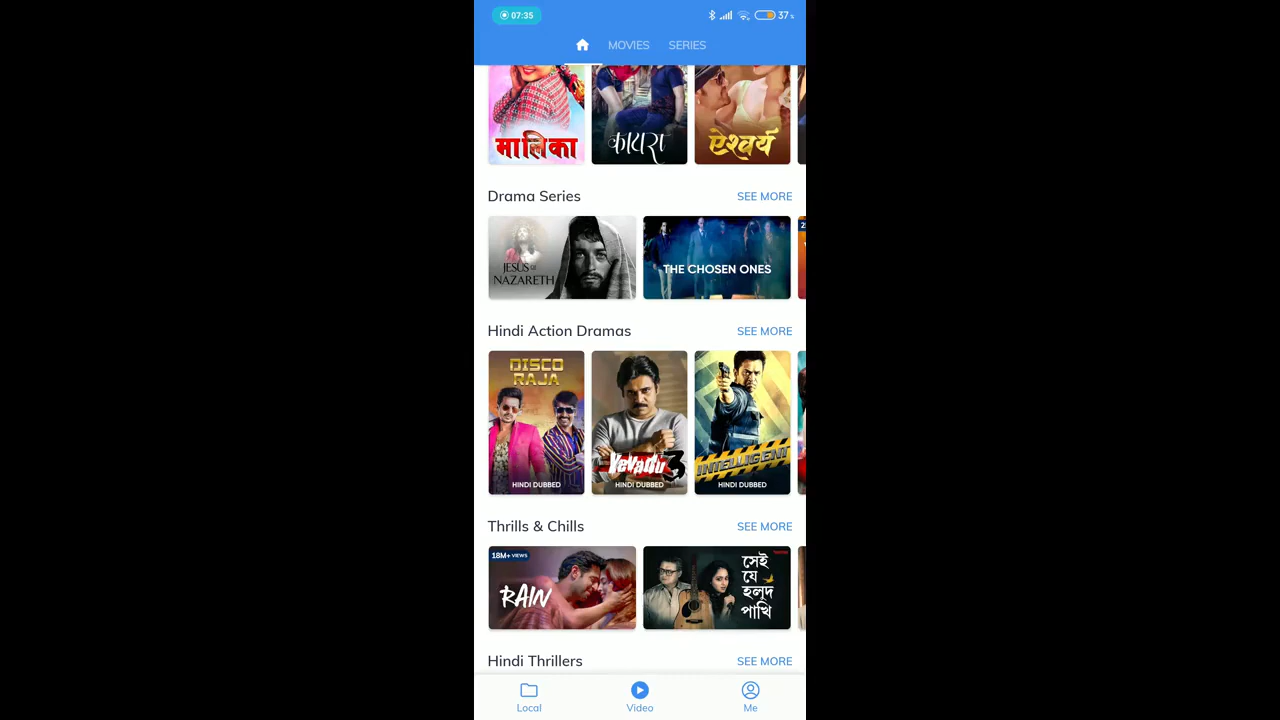 07:35
37%
MOVIES SERIES
मालिका
कायरा
ऐश्वर्य
Drama Series SEE MORE
JESUS OF
NAZARETH
THE CHOSEN ONES
Hindi Action Dramas SEE MORE
DISCO
RAJA
HINDI DUBBED
Yevadu 3
HINDI DUBBED
INTELLIGENT
HINDI DUBBED
Thrills & Chills SEE MORE
18M+ VIEWS
RAIN
সেই
যে
হলুদ
পাখি
Hindi Thrillers SEE MORE
Local Video Me